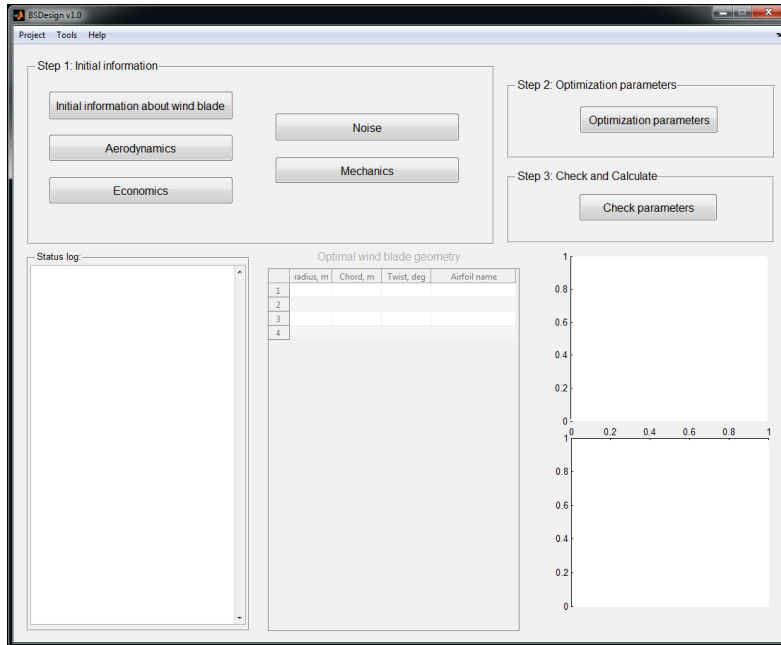 BSDesign v1.0
Project Tools Help
Step 1: Initial information
Initial information about wind blade
Aerodynamics
Economics
Noise
Mechanics
Step 2: Optimization parameters
Optimization parameters
Step 3: Check and Calculate
Check parameters
Status log:
Optimal wind blade geometry
radius, m Chord, m Twist, deg Airfoil name
1
2
3
4
1
0.8
0.6
0.4
0.2
0
0 0.2 0.4 0.6 0.8 1
1
0.8
0.6
0.4
0.2
0